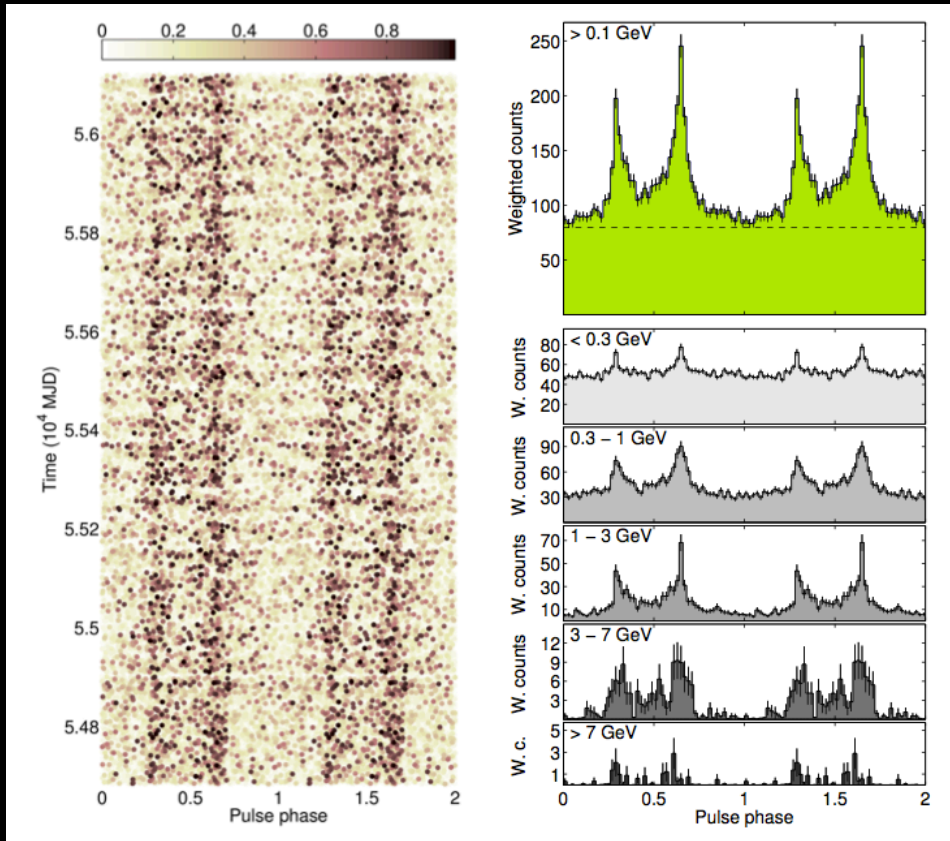 0 0.2 0.4 0.6 0.8
Time (10⁴ MJD)
5.6
5.58
5.56
5.54
5.52
5.5
5.48
0 0.5 1 1.5 2
Pulse phase
> 0.1 GeV
Weighted counts
250
200
150
100
50
< 0.3 GeV
W. counts
80
60
40
20
0.3 – 1 GeV
W. counts
90
60
30
1 – 3 GeV
W. counts
70
50
30
10
3 – 7 GeV
W. counts
12
9
6
3
> 7 GeV
W. c.
5
3
1
0 0.5 1 1.5 2
Pulse phase